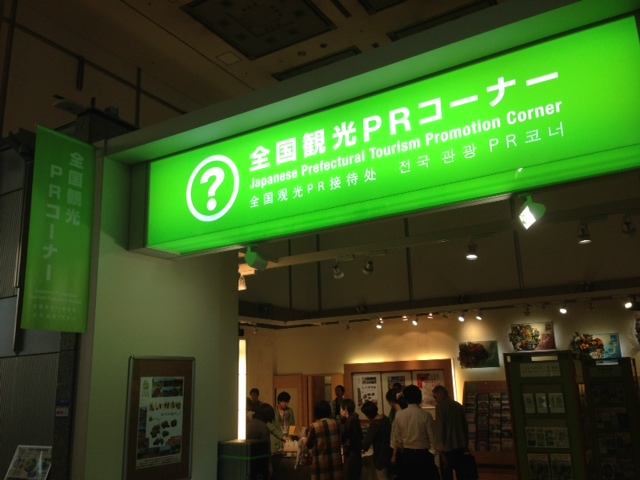 全国観光PRコーナー
Japanese Prefectural Tourism Promotion Corner
全国观光PR接待处 전국 관광 PR코너
?
全国観光
PRコーナー